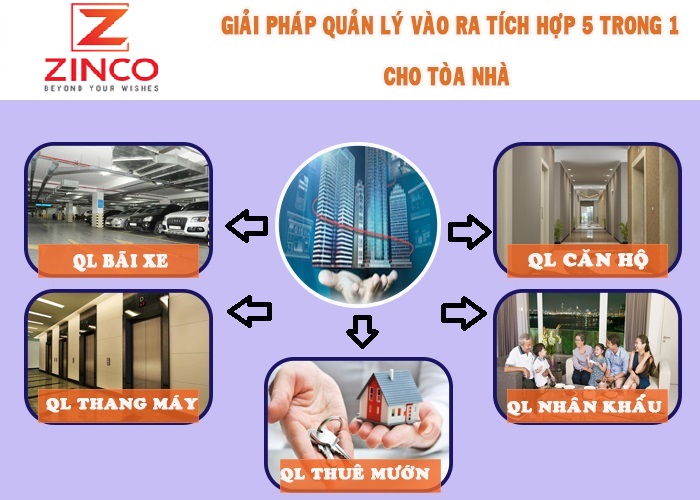 ZINCO
BEYOND YOUR WISHES
GIẢI PHÁP QUẢN LÝ VÀO RA TÍCH HỢP 5 TRONG 1
CHO TÒA NHÀ
QL BÃI XE
QL CĂN HỘ
QL THANG MÁY
QL NHÂN KHẨU
QL THUÊ MƯỚN